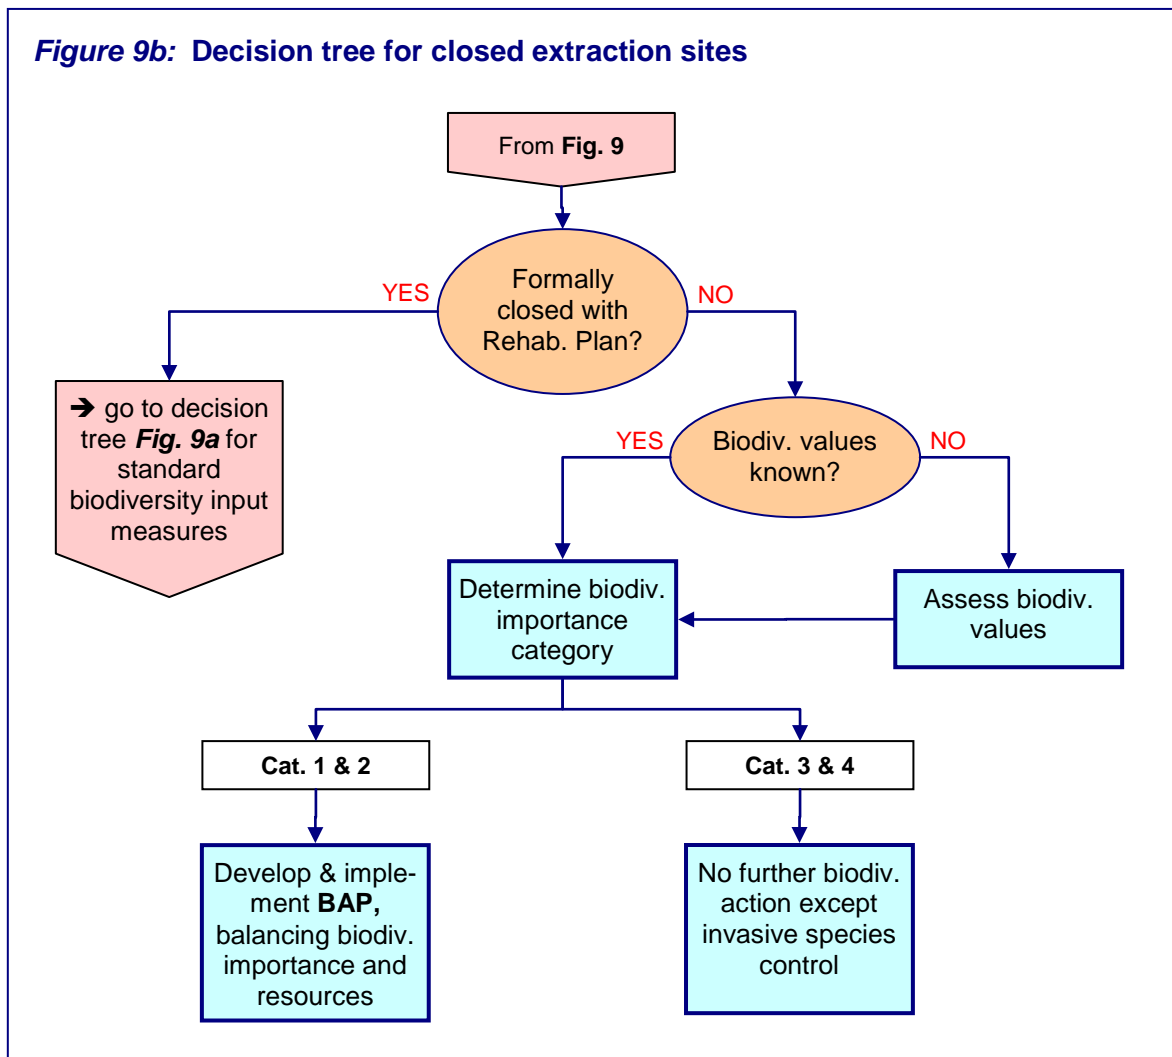 Figure 9b: Decision tree for closed extraction sites
From Fig. 9
Formally
closed with
Rehab. Plan?
YES
NO
➔ go to decision
tree Fig. 9a for
standard
biodiversity input
measures
Biodiv. values
known?
YES
NO
Determine biodiv.
importance
category
Assess biodiv.
values
Cat. 1 & 2
Cat. 3 & 4
Develop & imple-
ment BAP,
balancing biodiv.
importance and
resources
No further biodiv.
action except
invasive species
control